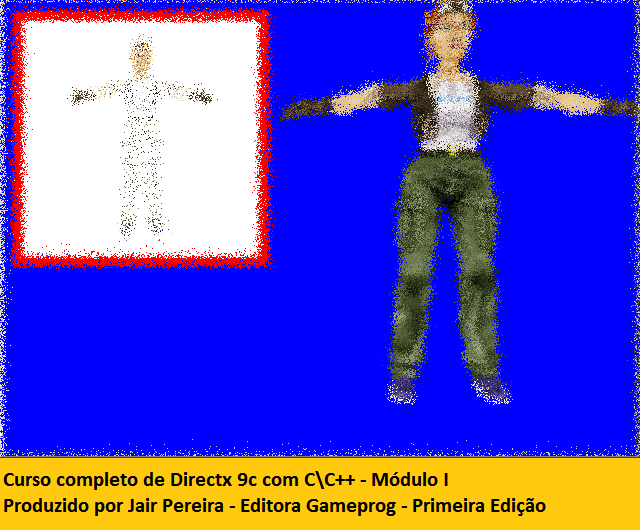 Curso completo de Directx 9c com C\C++ - Módulo I
Produzido por Jair Pereira - Editora Gameprog - Primeira Edição